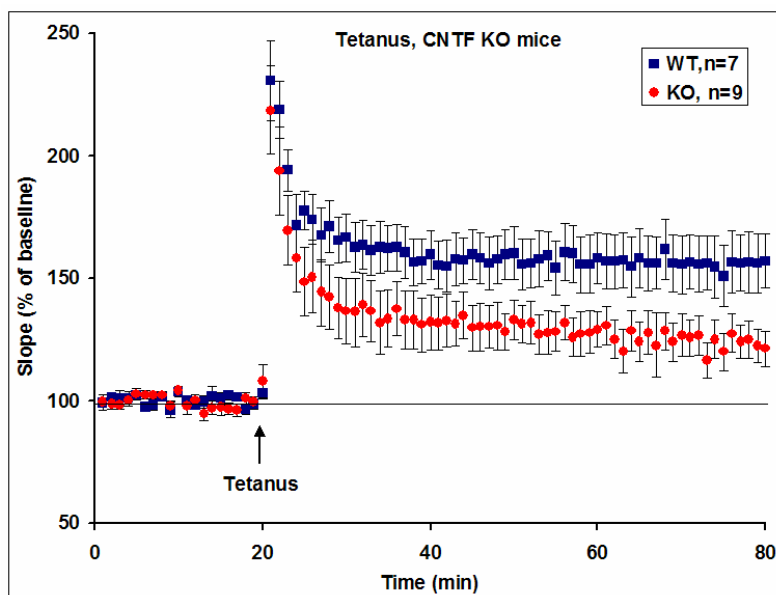 Tetanus, CNTF KO mice
WT,n=7
KO, n=9
250
200
150
100
50
Slope (% of baseline)
Tetanus
0
20
40
60
80
Time (min)